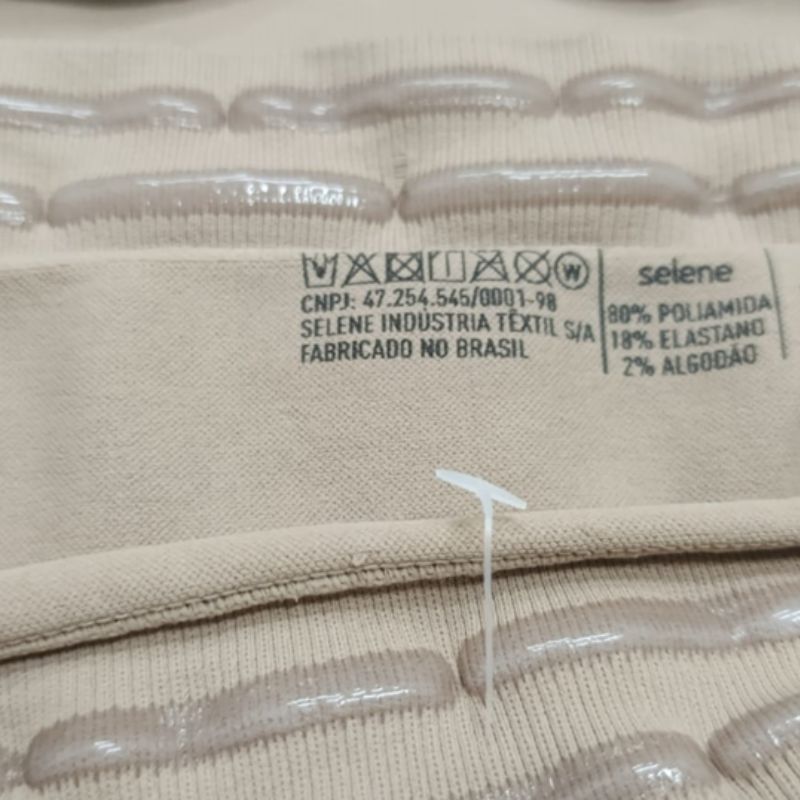 W
CNPJ: 47.254.545/0001-98
SELENE INDÚSTRIA TÊXTIL S/A
FABRICADO NO BRASIL
selene
80% POLIAMIDA
18% ELASTANO
2% ALGODÃO